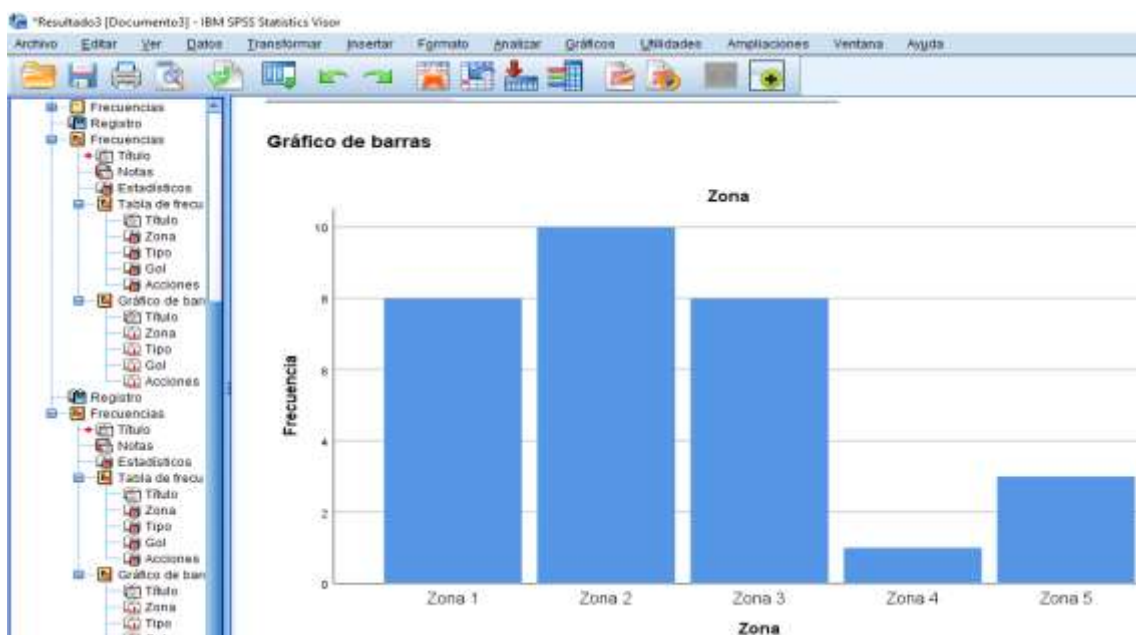 *Resultado3 [Documento3] - IBM SPSS Statistics Visor
Archivo Editar Ver Datos Transformar Insertar Formato Analizar Gráficos Utilidades Ampliaciones Ventana Ayuda
Frecuencias
Registro
Frecuencias
Título
Notas
Estadísticos
Tabla de frecu
Título
Zona
Tipo
Gol
Acciones
Gráfico de barr
Título
Zona
Tipo
Gol
Acciones
Registro
Frecuencias
Título
Notas
Estadísticos
Tabla de frecu
Título
Zona
Tipo
Gol
Acciones
Gráfico de barr
Título
Zona
Tipo
Gráfico de barras
Zona
10
8
6
4
2
0
Frecuencia
Zona 1 Zona 2 Zona 3 Zona 4 Zona 5
Zona